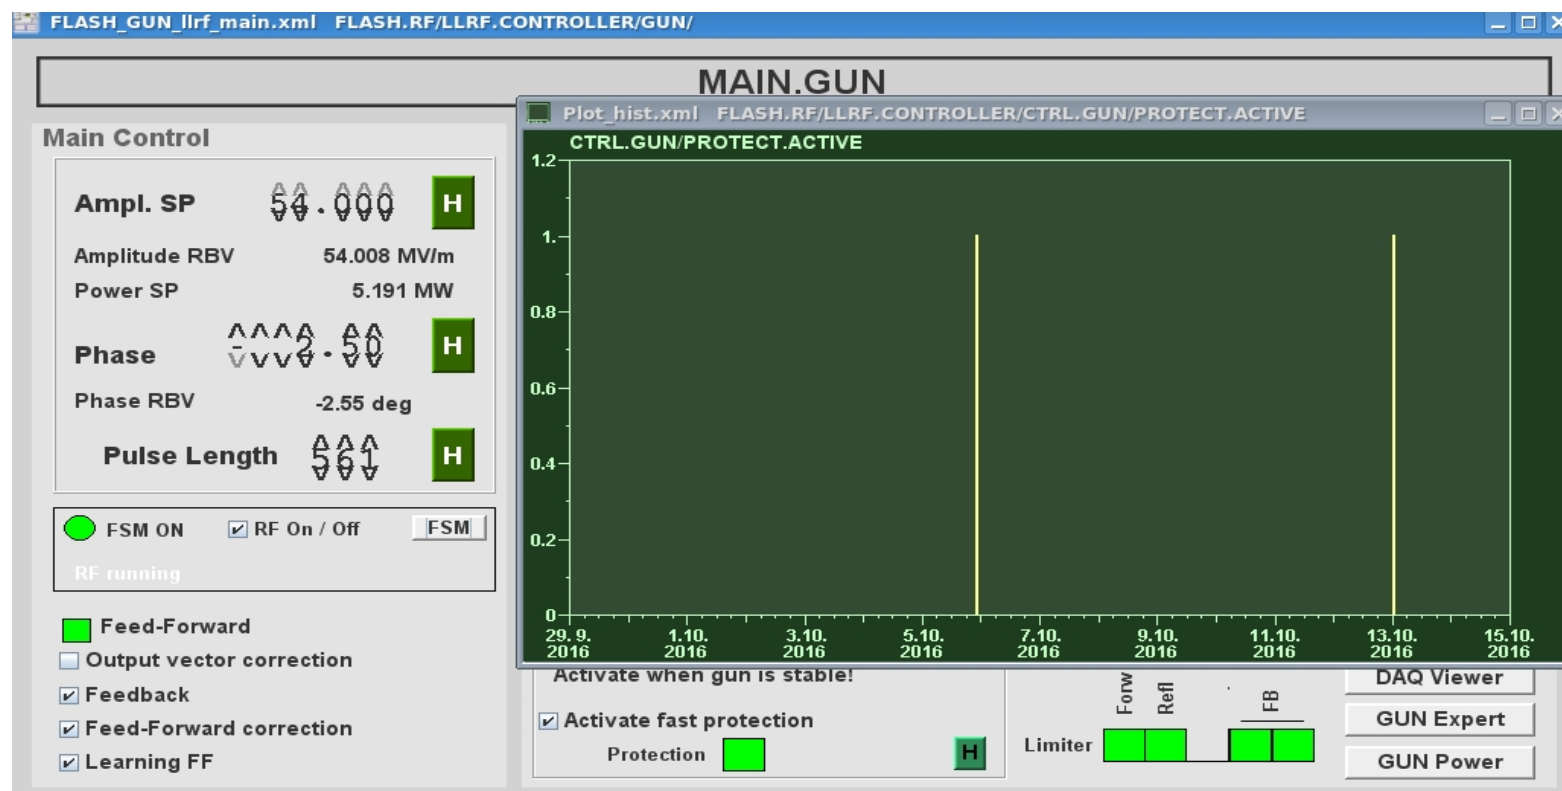 FLASH_GUN_llrf_main.xml FLASH.RF/LLRF.CONTROLLER/GUN/
MAIN.GUN
Main Control
Ampl. SP 54.000 H
Amplitude RBV 54.008 MV/m
Power SP 5.191 MW
Phase -2.50 H
Phase RBV -2.55 deg
Pulse Length 561 H
FSM ON RF On / Off FSM
RF running
Feed-Forward
Output vector correction
Feedback
Feed-Forward correction
Learning FF
Plot_hist.xml FLASH.RF/LLRF.CONTROLLER/CTRL.GUN/PROTECT.ACTIVE
CTRL.GUN/PROTECT.ACTIVE
1.2
1.
0.8
0.6
0.4
0.2
0
29. 9. 1.10. 3.10. 5.10. 7.10. 9.10. 11.10. 13.10. 15.10.
2016 2016 2016 2016 2016 2016 2016 2016 2016
Activate when gun is stable!
Activate fast protection
Protection H
Forw
Refl
FB
Limiter
DAQ Viewer
GUN Expert
GUN Power